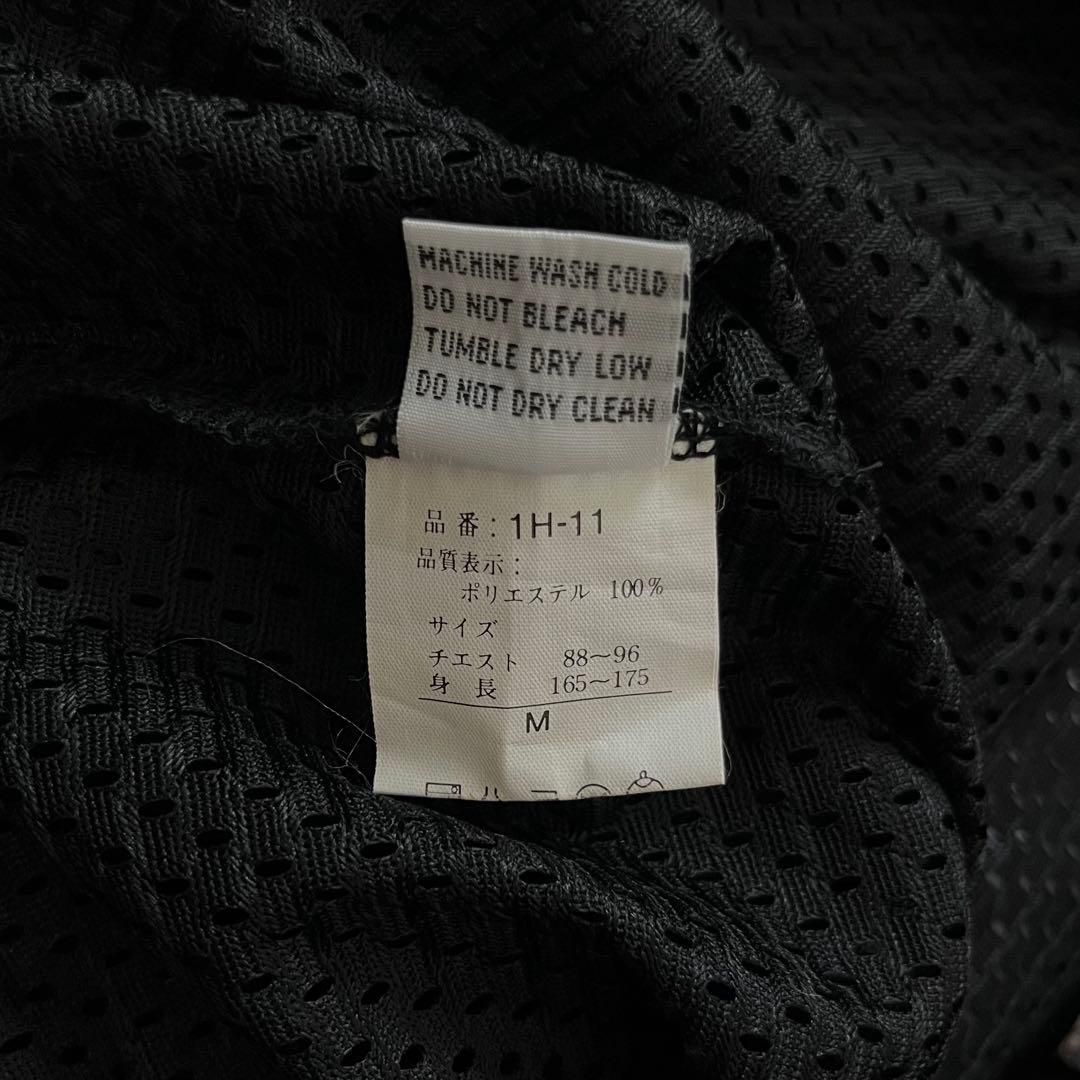 MACHINE WASH COLD
DO NOT BLEACH
TUMBLE DRY LOW
DO NOT DRY CLEAN
品番: 1H-11
品質表示:
ポリエステル 100%
サイズ
チエスト 88〜96
身長 165〜175
M